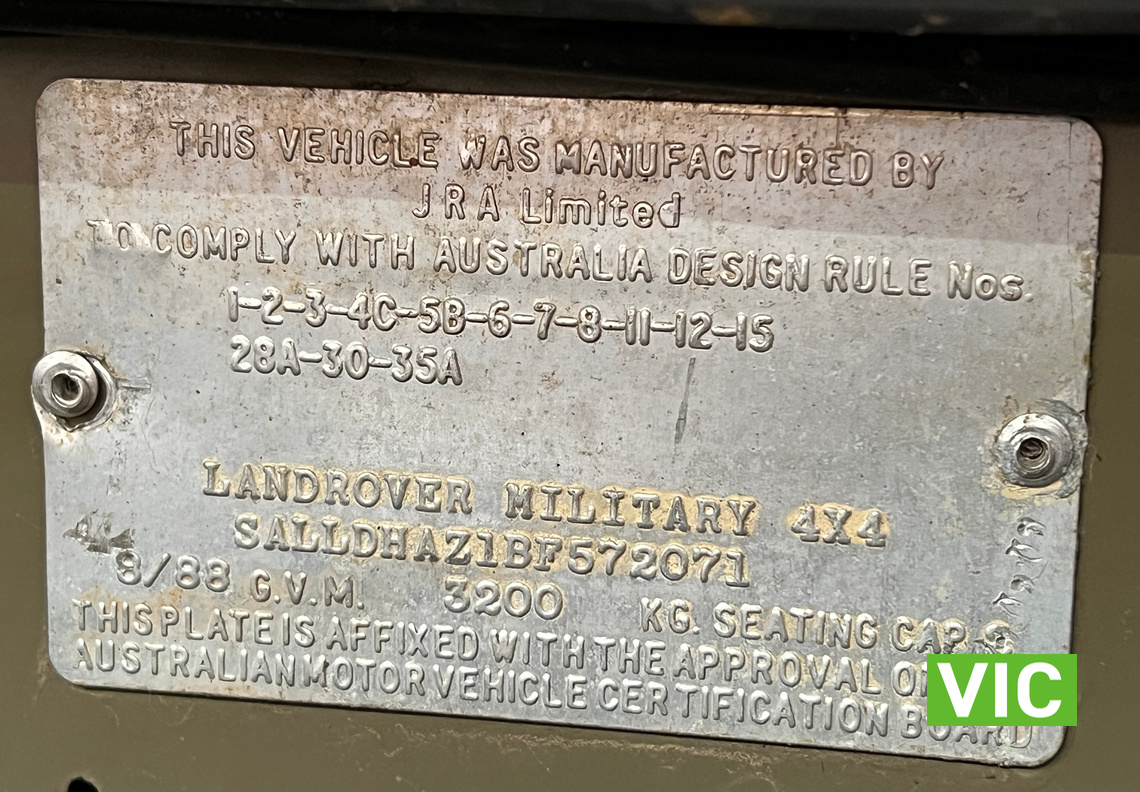 THIS VEHICLE WAS MANUFACTURED BY
JRA Limited
TO COMPLY WITH AUSTRALIA DESIGN RULE Nos.
1-2-3-4C-5B-6-7-8-11-12-15
28A-30-35A
LANDROVER MILITARY 4X4
SALLDHAZ1BF572071
8/88 G.V.M. 3200 KG. SEATING CAP.
THIS PLATE IS AFFIXED WITH THE APPROVAL
AUSTRALIAN MOTOR VEHICLE CERTIFICATION BOARD
VIC